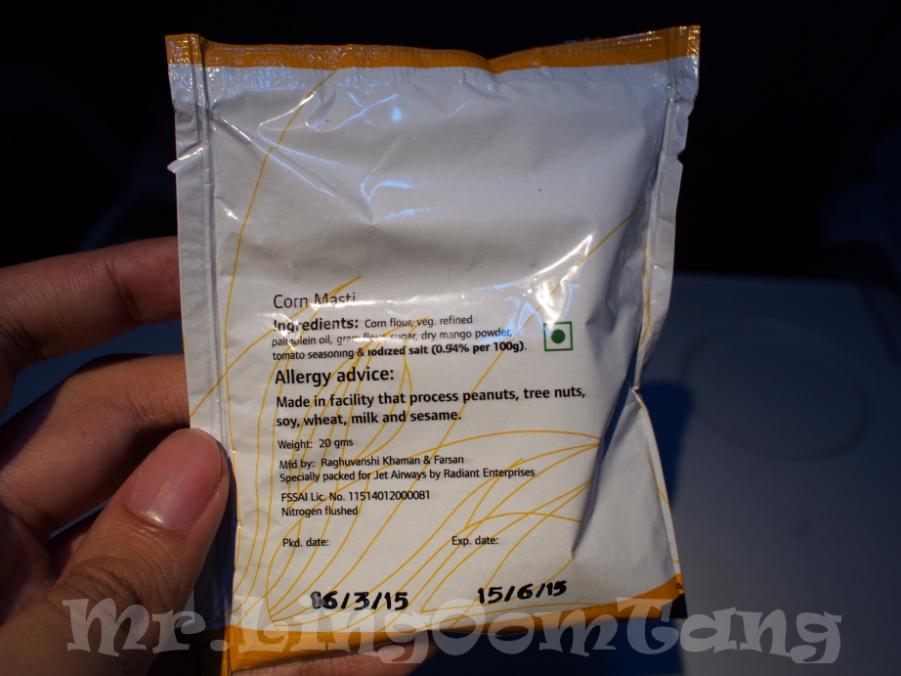 Corn Masti
Ingredients: Corn flour, veg. refined
palmolein oil, gram flour, sugar, dry mango powder,
tomato seasoning & iodized salt (0.94% per 100g).
Allergy advice:
Made in facility that process peanuts, tree nuts,
soy, wheat, milk and sesame.
Weight: 20 gms
Mfd by: Raghuvanshi Khaman & Farsan
Specially packed for Jet Airways by Radiant Enterprises
FSSAI Lic. No. 11514012000081
Nitrogen flushed
Pkd. date: Exp. date:
06/3/15 15/6/15
Mr.LingOomTang